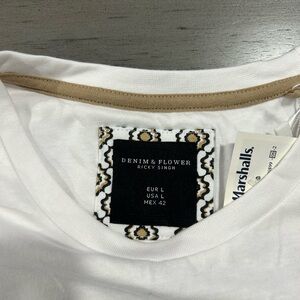 DENIM & FLOWER
RICKY SINGH
EUR L
USA L
MEX 42
Marshalls.